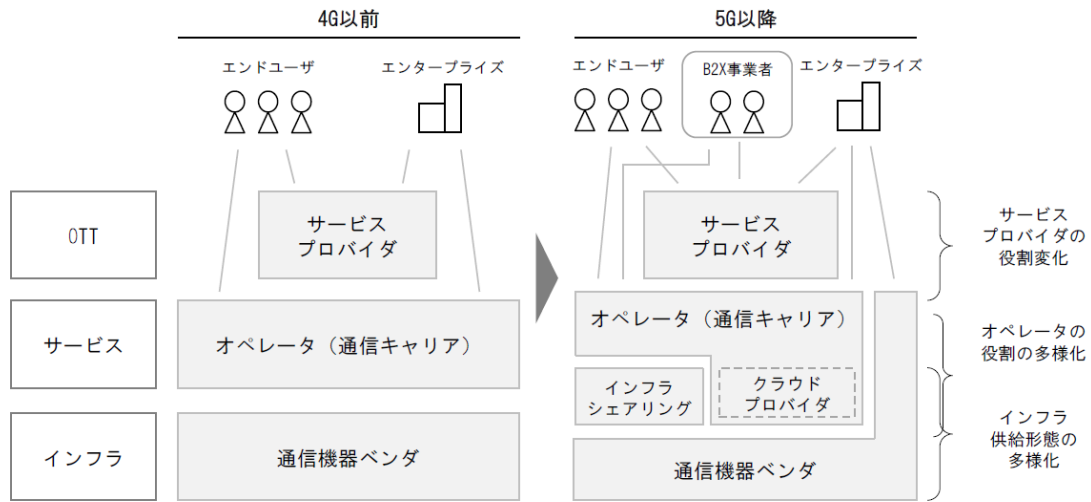 4G以前
5G以降
エンドユーザ
エンタープライズ
エンドユーザ
B2X事業者
エンタープライズ
OTT
サービス
プロバイダ
サービス
プロバイダ
サービス
プロバイダの
役割変化
サービス
オペレータ（通信キャリア）
オペレータ（通信キャリア）
オペレータの
役割の多様化
インフラ
シェアリング
クラウド
プロバイダ
インフラ
通信機器ベンダ
通信機器ベンダ
インフラ
供給形態の
多様化